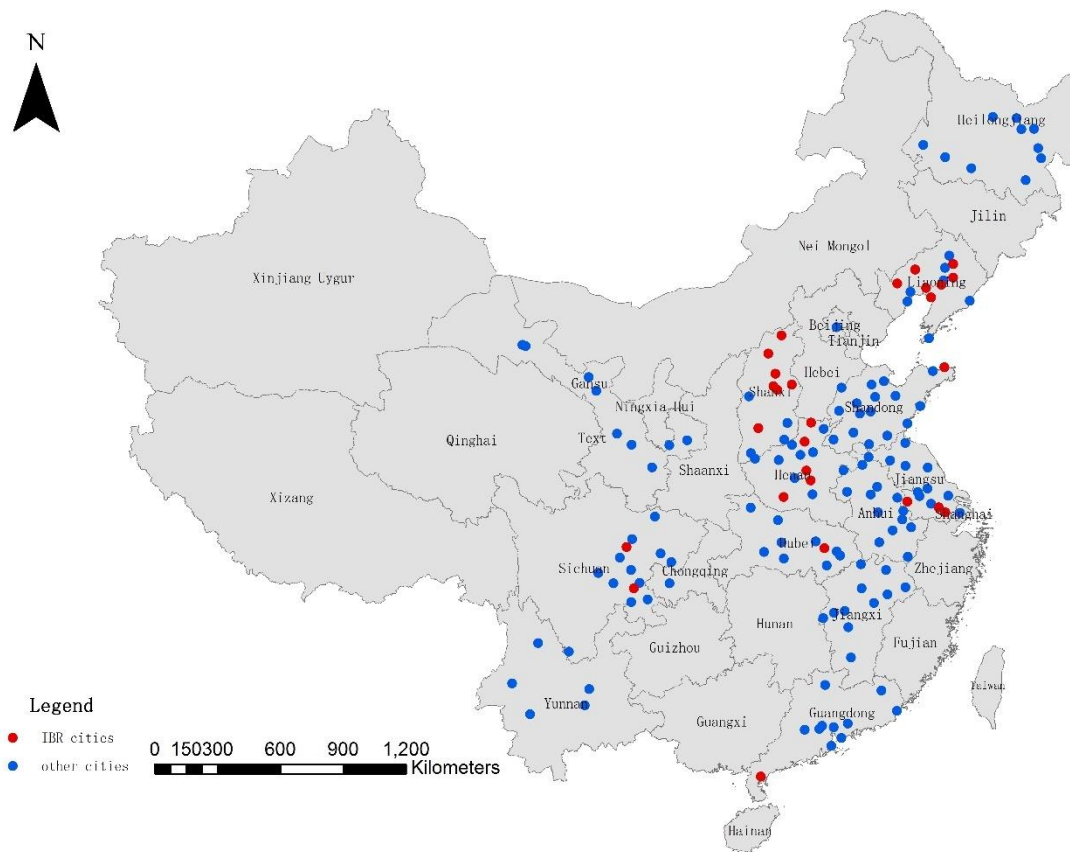 N
Heilongjiang
Jilin
Nei Mongol
Xinjiang Uygur
Liaoning
Beijing
Tianjin
Hebei
Gansu
Shanxi
Shandong
Ningxia Hui
Text
Qinghai
Shaanxi
Henan
Jiangsu
Xizang
Anhui
Shanghai
Hubei
Sichuan
Chongqing
Zhejiang
Jiangxi
Hunan
Guizhou
Fujian
Taiwan
Yunnan
Guangdong
Guangxi
Hainan
Legend
IBR cities
other cities
0 150300 600 900 1,200
Kilometers